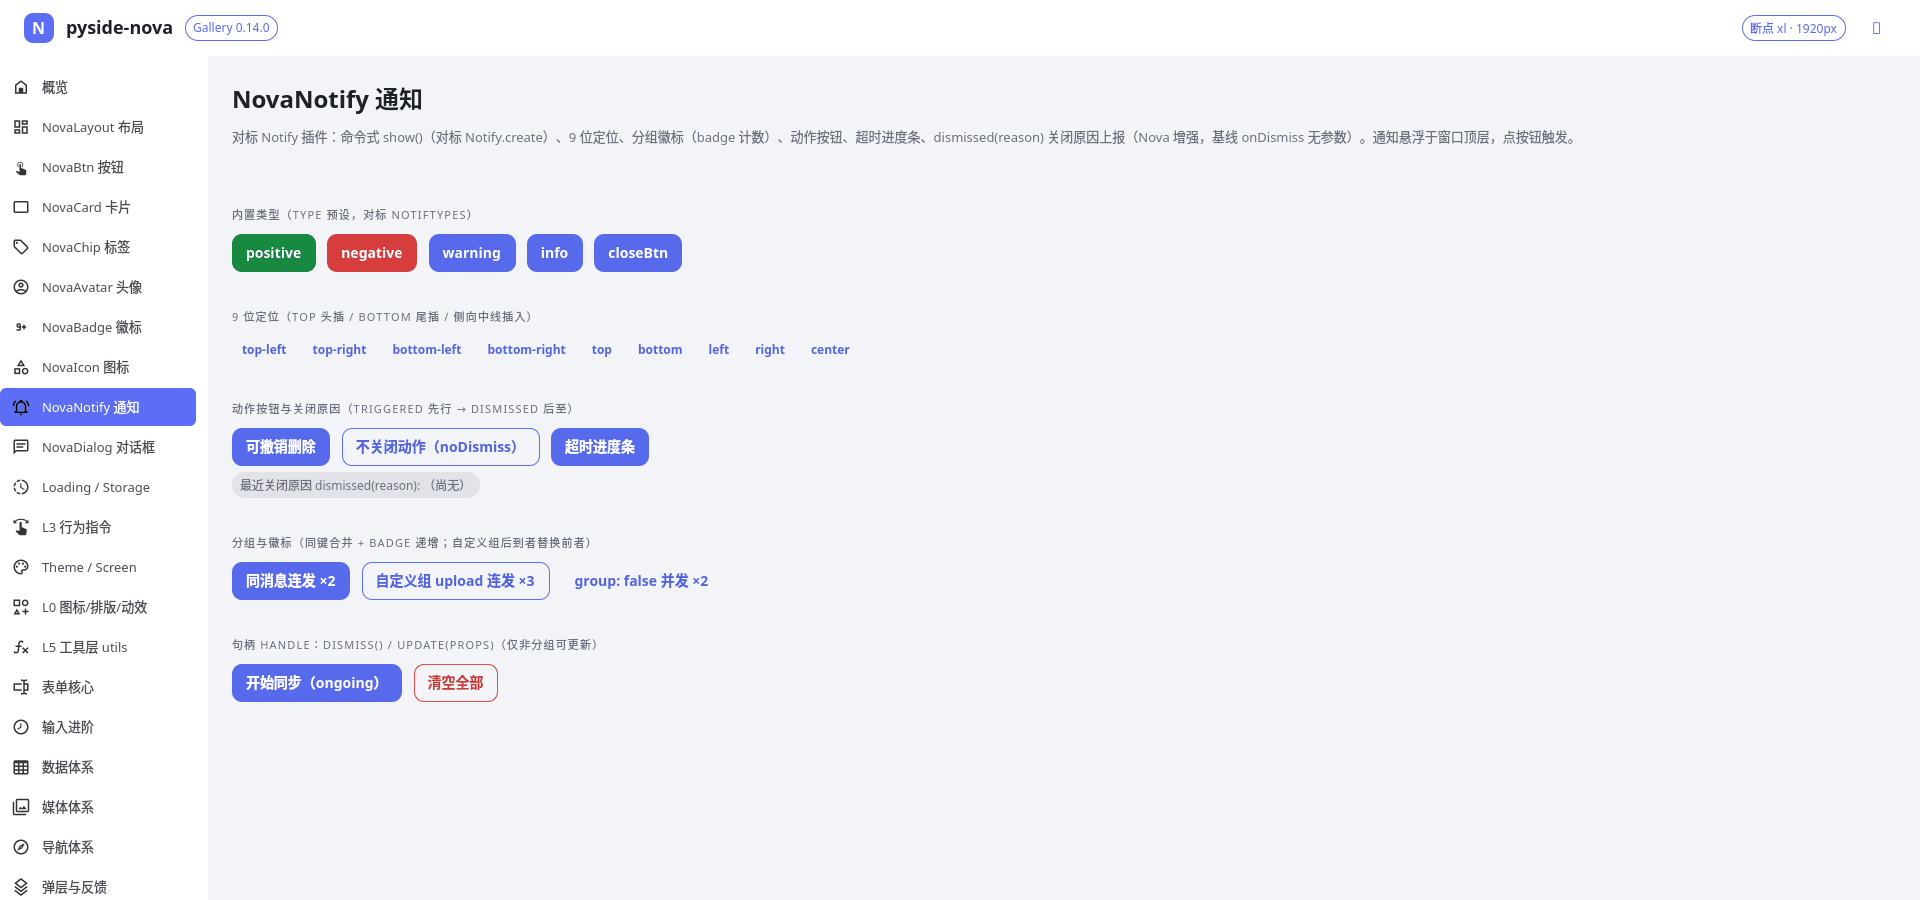 N pyside-nova Gallery 0.14.0 断点 xl · 1920px
概览
NovaLayout 布局
NovaBtn 按钮
NovaCard 卡片
NovaChip 标签
NovaAvatar 头像
9+ NovaBadge 徽标
NovaIcon 图标
NovaNotify 通知
NovaDialog 对话框
Loading / Storage
L3 行为指令
Theme / Screen
L0 图标/排版/动效
L5 工具层 utils
表单核心
输入进阶
数据体系
媒体体系
导航体系
弹层与反馈
NovaNotify 通知
对标 Notify 插件：命令式 show()（对标 Notify.create）、9 位定位、分组徽标（badge 计数）、动作按钮、超时进度条、dismissed(reason) 关闭原因上报（Nova 增强，基线 onDismiss 无参数）。通知悬浮于窗口顶层，点按钮触发。
内置类型（TYPE 预设，对标 NOTIFTYPES）
positive negative warning info closeBtn
9 位定位（TOP 头插 / BOTTOM 尾插 / 侧向中线插入）
top-left top-right bottom-left bottom-right top bottom left right center
动作按钮与关闭原因（TRIGGERED 先行 → DISMISSED 后至）
可撤销删除 不关闭动作（noDismiss） 超时进度条
最近关闭原因 dismissed(reason): （尚无）
分组与徽标（同键合并 + BADGE 递增；自定义组后到者替换前者）
同消息连发 ×2 自定义组 upload 连发 ×3 group: false 并发 ×2
句柄 HANDLE：DISMISS() / UPDATE(PROPS)（仅非分组可更新）
开始同步（ongoing） 清空全部